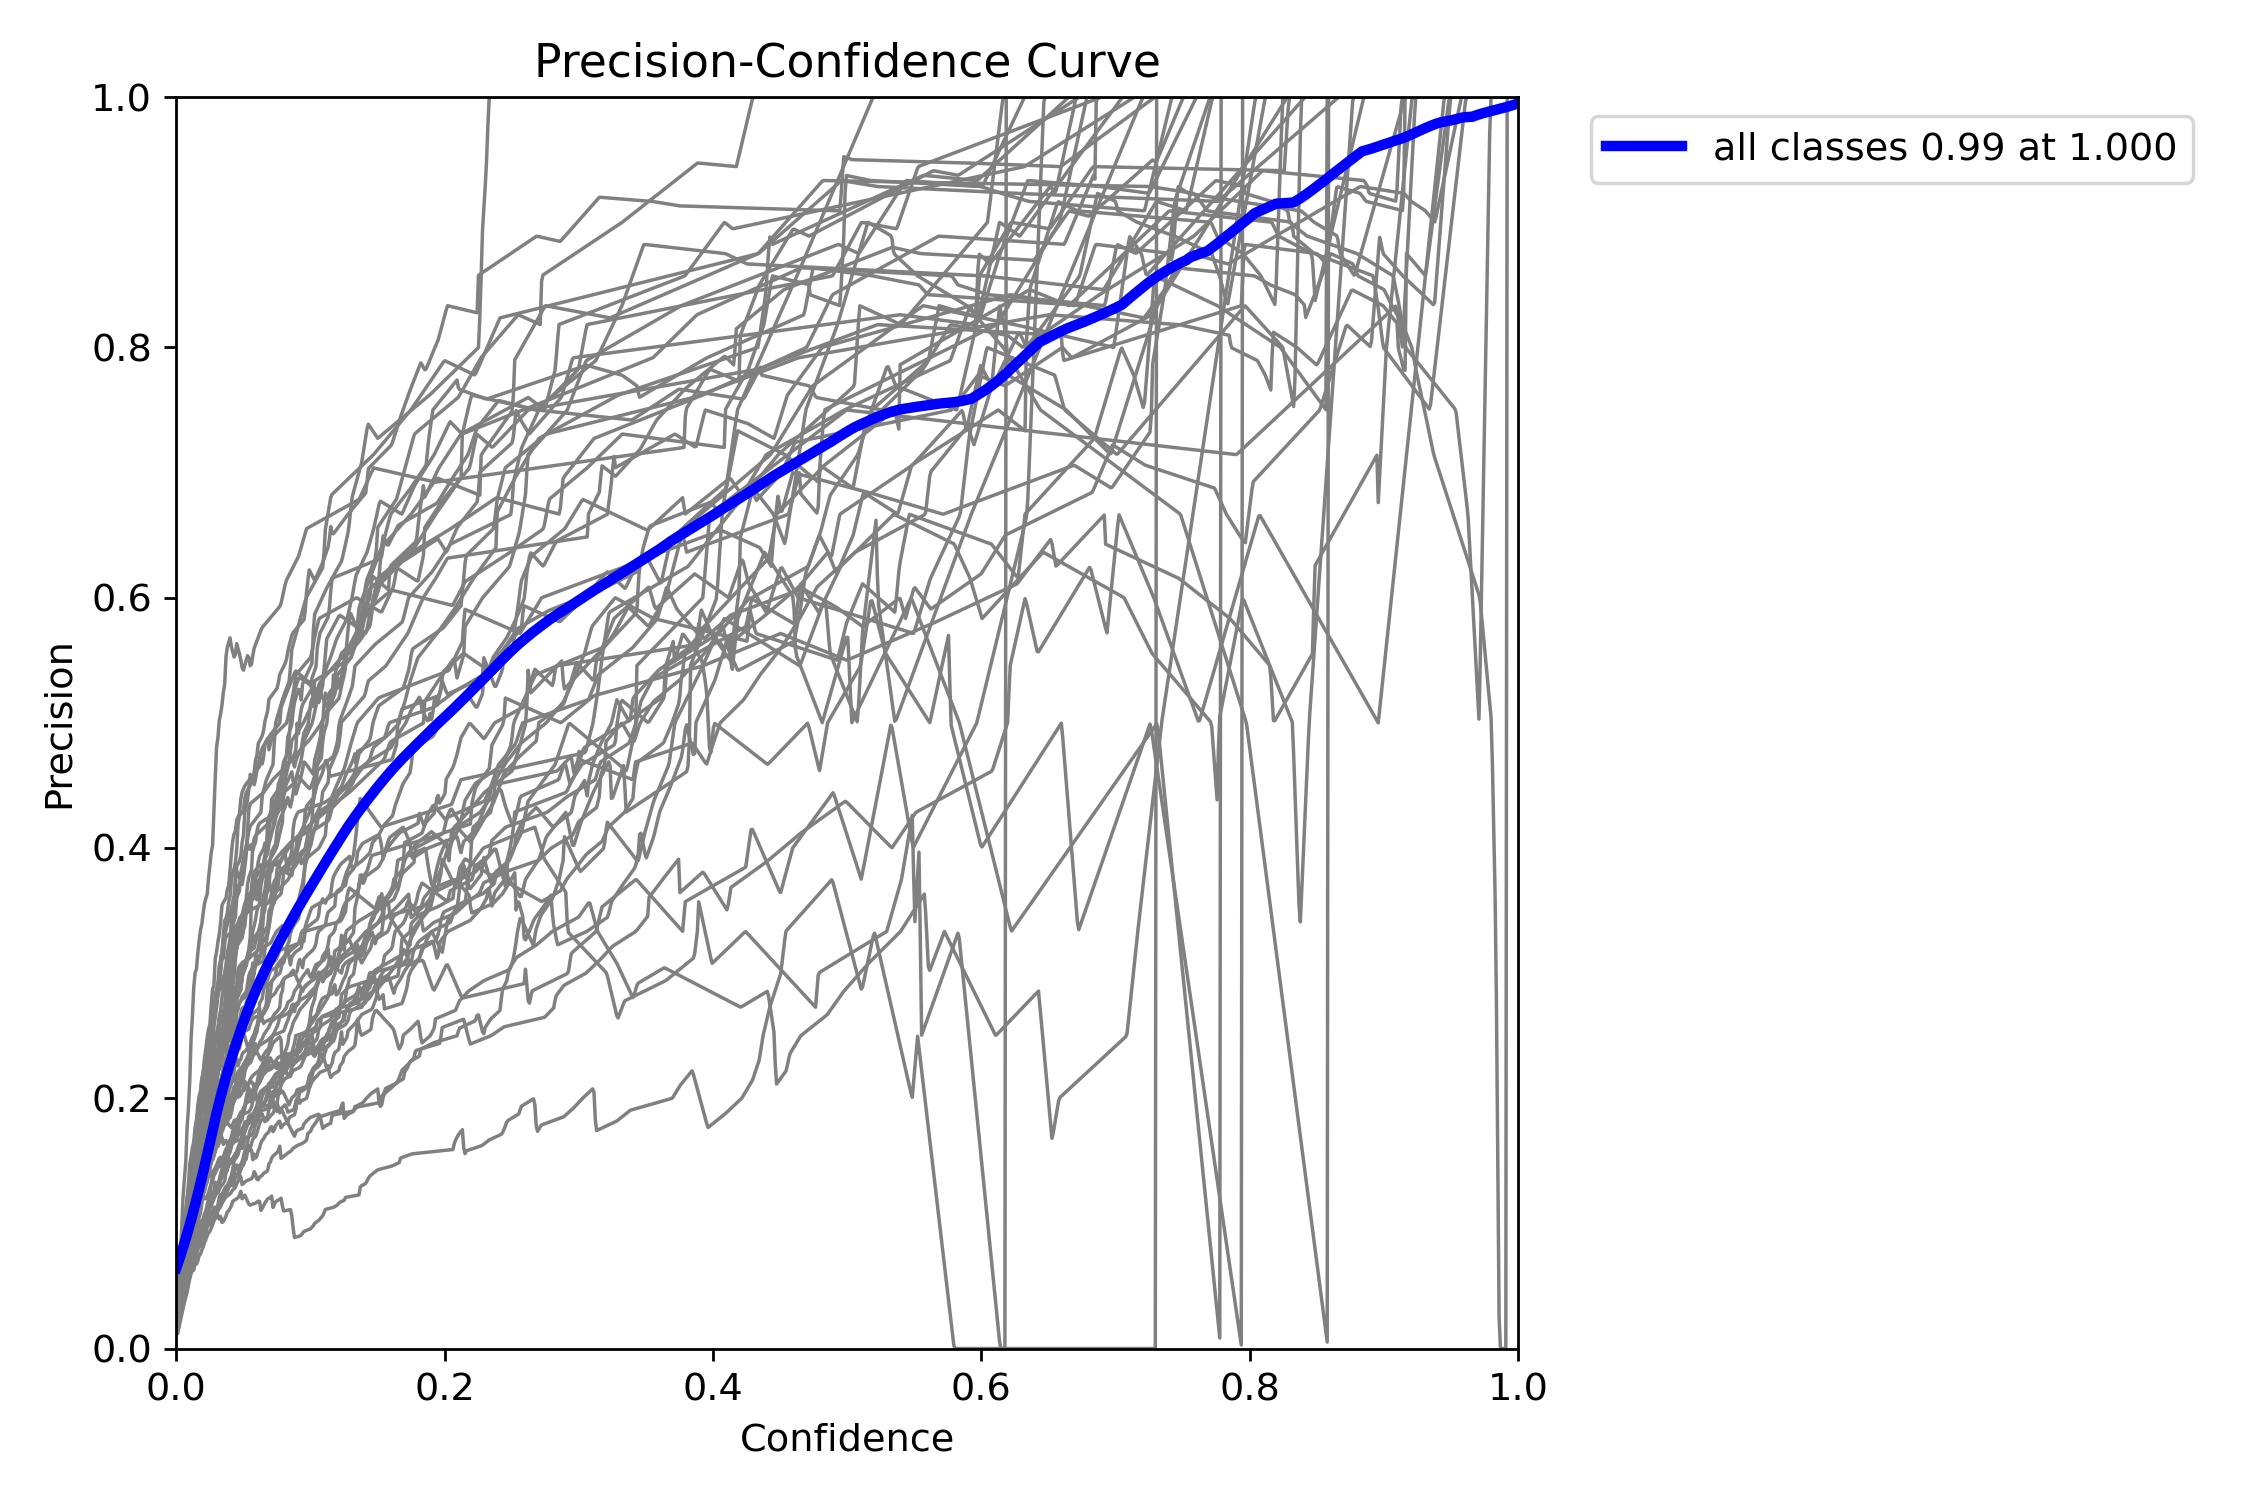 Precision-Confidence Curve
1.0
0.8
0.6
0.4
0.2
0.0
Precision
0.0 0.2 0.4 0.6 0.8 1.0
Confidence
all classes 0.99 at 1.000